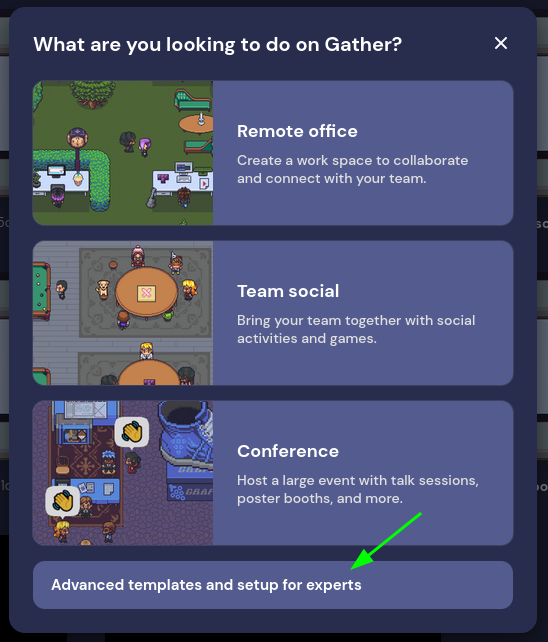 What are you looking to do on Gather?
Remote office
Create a work space to collaborate
and connect with your team.
Team social
Bring your team together with social
activities and games.
Conference
Host a large event with talk sessions,
poster booths, and more.
Advanced templates and setup for experts